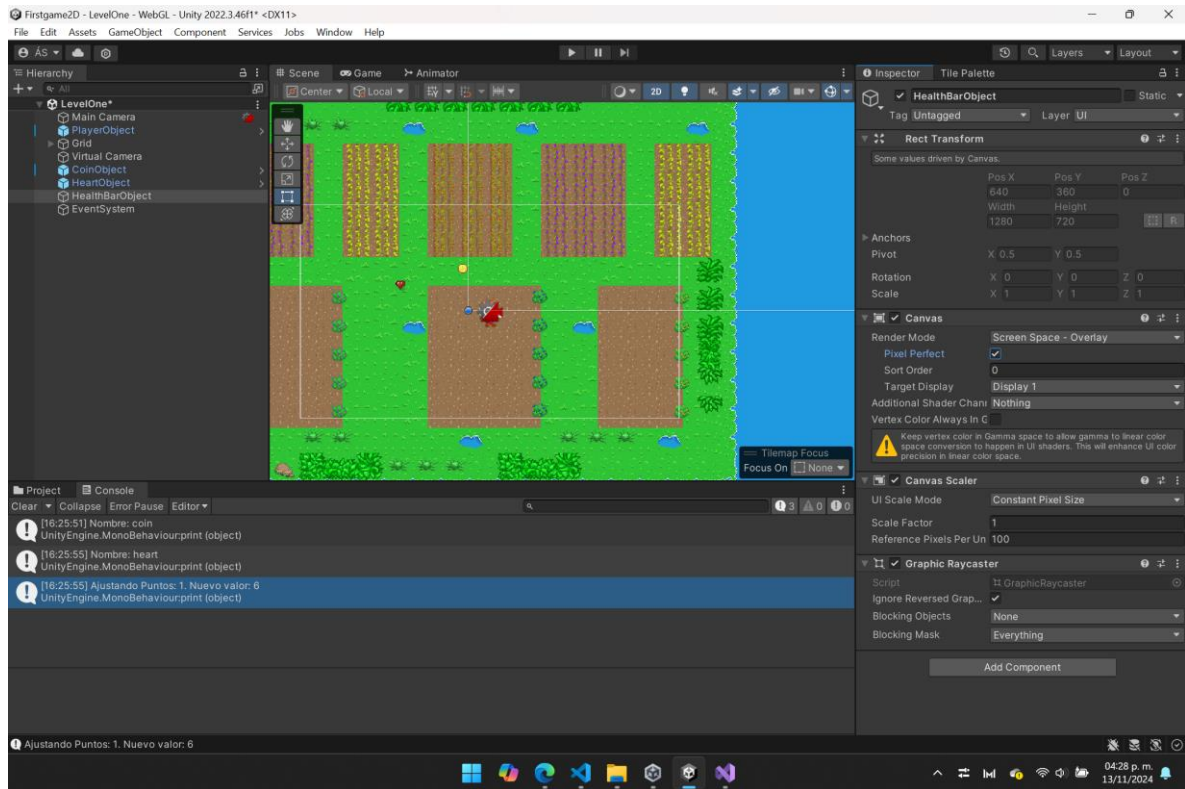 Firstgame2D - LevelOne - WebGL - Unity 2022.3.46f1* <DX11>
File Edit Assets GameObject Component Services Jobs Window Help
ÁS
Layers
Layout
Hierarchy
All
LevelOne*
Main Camera
PlayerObject
Grid
Virtual Camera
CoinObject
HeartObject
HealthBarObject
EventSystem
Scene Game Animator
Center Local 2D
Tilemap Focus
Focus On None
Inspector Tile Palette
HealthBarObject Static
Tag Untagged Layer UI
Rect Transform
Some values driven by Canvas.
Pos X Pos Y Pos Z
640 360 0
Width Height
1280 720 R
Anchors
Pivot X 0.5 Y 0.5
Rotation X 0 Y 0 Z 0
Scale X 1 Y 1 Z 1
Canvas
Render Mode Screen Space - Overlay
Pixel Perfect
Sort Order 0
Target Display Display 1
Additional Shader Chann Nothing
Vertex Color Always In G
Keep vertex color in Gamma space to allow gamma to linear color
space conversion to happen in UI shaders. This will enhance UI color
precision in linear color space.
Canvas Scaler
UI Scale Mode Constant Pixel Size
Scale Factor 1
Reference Pixels Per Un 100
Graphic Raycaster
Script GraphicRaycaster
Ignore Reversed Grap...
Blocking Objects None
Blocking Mask Everything
Add Component
Project Console
Clear Collapse Error Pause Editor 3 0 0
[16:25:51] Nombre: coin
UnityEngine.MonoBehaviour:print (object)
[16:25:55] Nombre: heart
UnityEngine.MonoBehaviour:print (object)
[16:25:55] Ajustando Puntos: 1. Nuevo valor: 6
UnityEngine.MonoBehaviour:print (object)
Ajustando Puntos: 1. Nuevo valor: 6
04:28 p. m.
13/11/2024